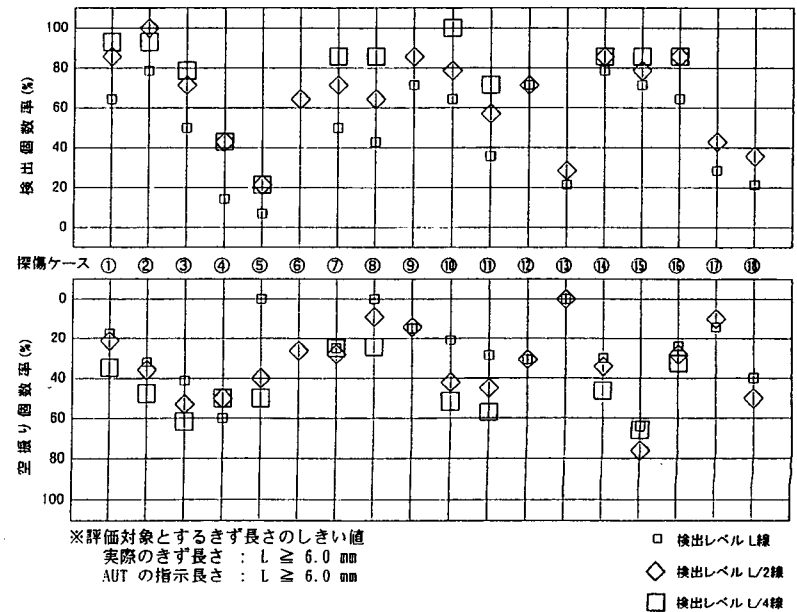 100
80
60
40
20
0
検出個数率(%)
探傷ケース ① ② ③ ④ ⑤ ⑥ ⑦ ⑧ ⑨ ⑩ ⑪ ⑫ ⑬ ⑭ ⑮ ⑯ ⑰ ⑱
0
20
40
60
80
100
空振り個数率(%)
※評価対象とするきず長さのしきい値
実際のきず長さ : L ≧ 6.0 mm
AUT の指示長さ : L ≧ 6.0 mm
検出レベル L線
検出レベル L/2線
検出レベル L/4線